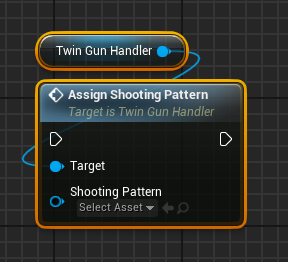 Twin Gun Handler
Assign Shooting Pattern
Target is Twin Gun Handler
Target
Shooting Pattern
Select Asset